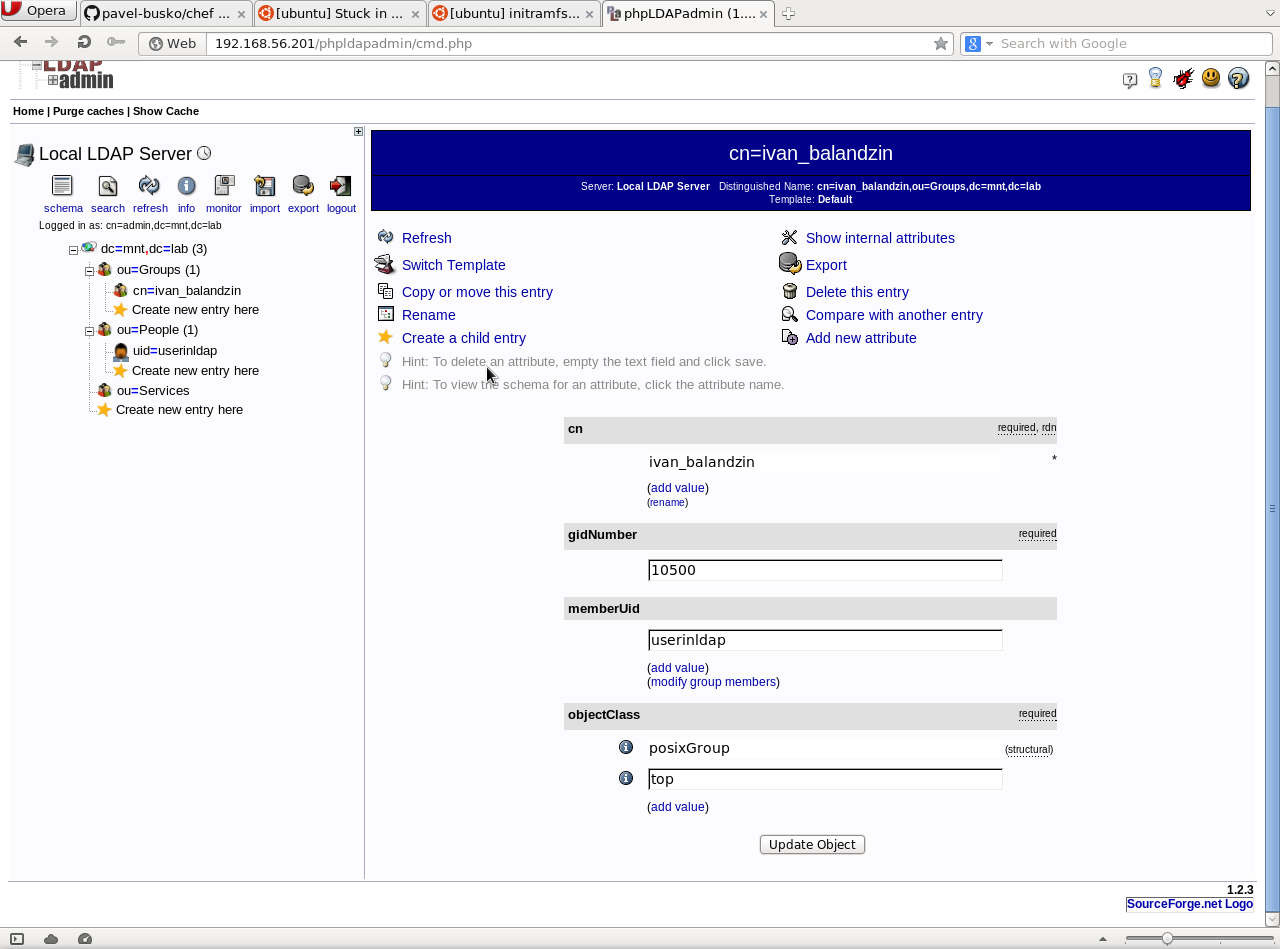 Opera
pavel-busko/chef ...
[ubuntu] Stuck in ...
[ubuntu] initramfs...
phpLDAPadmin (1....
Web
192.168.56.201/phpldapadmin/cmd.php
Search with Google
LDAP
admin
Home | Purge caches | Show Cache
Local LDAP Server
schema search refresh info monitor import export logout
Logged in as: cn=admin,dc=mnt,dc=lab
dc=mnt,dc=lab (3)
ou=Groups (1)
cn=ivan_balandzin
Create new entry here
ou=People (1)
uid=userinldap
Create new entry here
ou=Services
Create new entry here
cn=ivan_balandzin
Server: Local LDAP Server Distinguished Name: cn=ivan_balandzin,ou=Groups,dc=mnt,dc=lab
Template: Default
Refresh
Show internal attributes
Switch Template
Export
Copy or move this entry
Delete this entry
Rename
Compare with another entry
Create a child entry
Add new attribute
Hint: To delete an attribute, empty the text field and click save.
Hint: To view the schema for an attribute, click the attribute name.
cn
required, rdn
ivan_balandzin
*
(add value)
(rename)
gidNumber
required
10500
memberUid
userinldap
(add value)
(modify group members)
objectClass
required
posixGroup
(structural)
top
(add value)
Update Object
1.2.3
SourceForge.net Logo